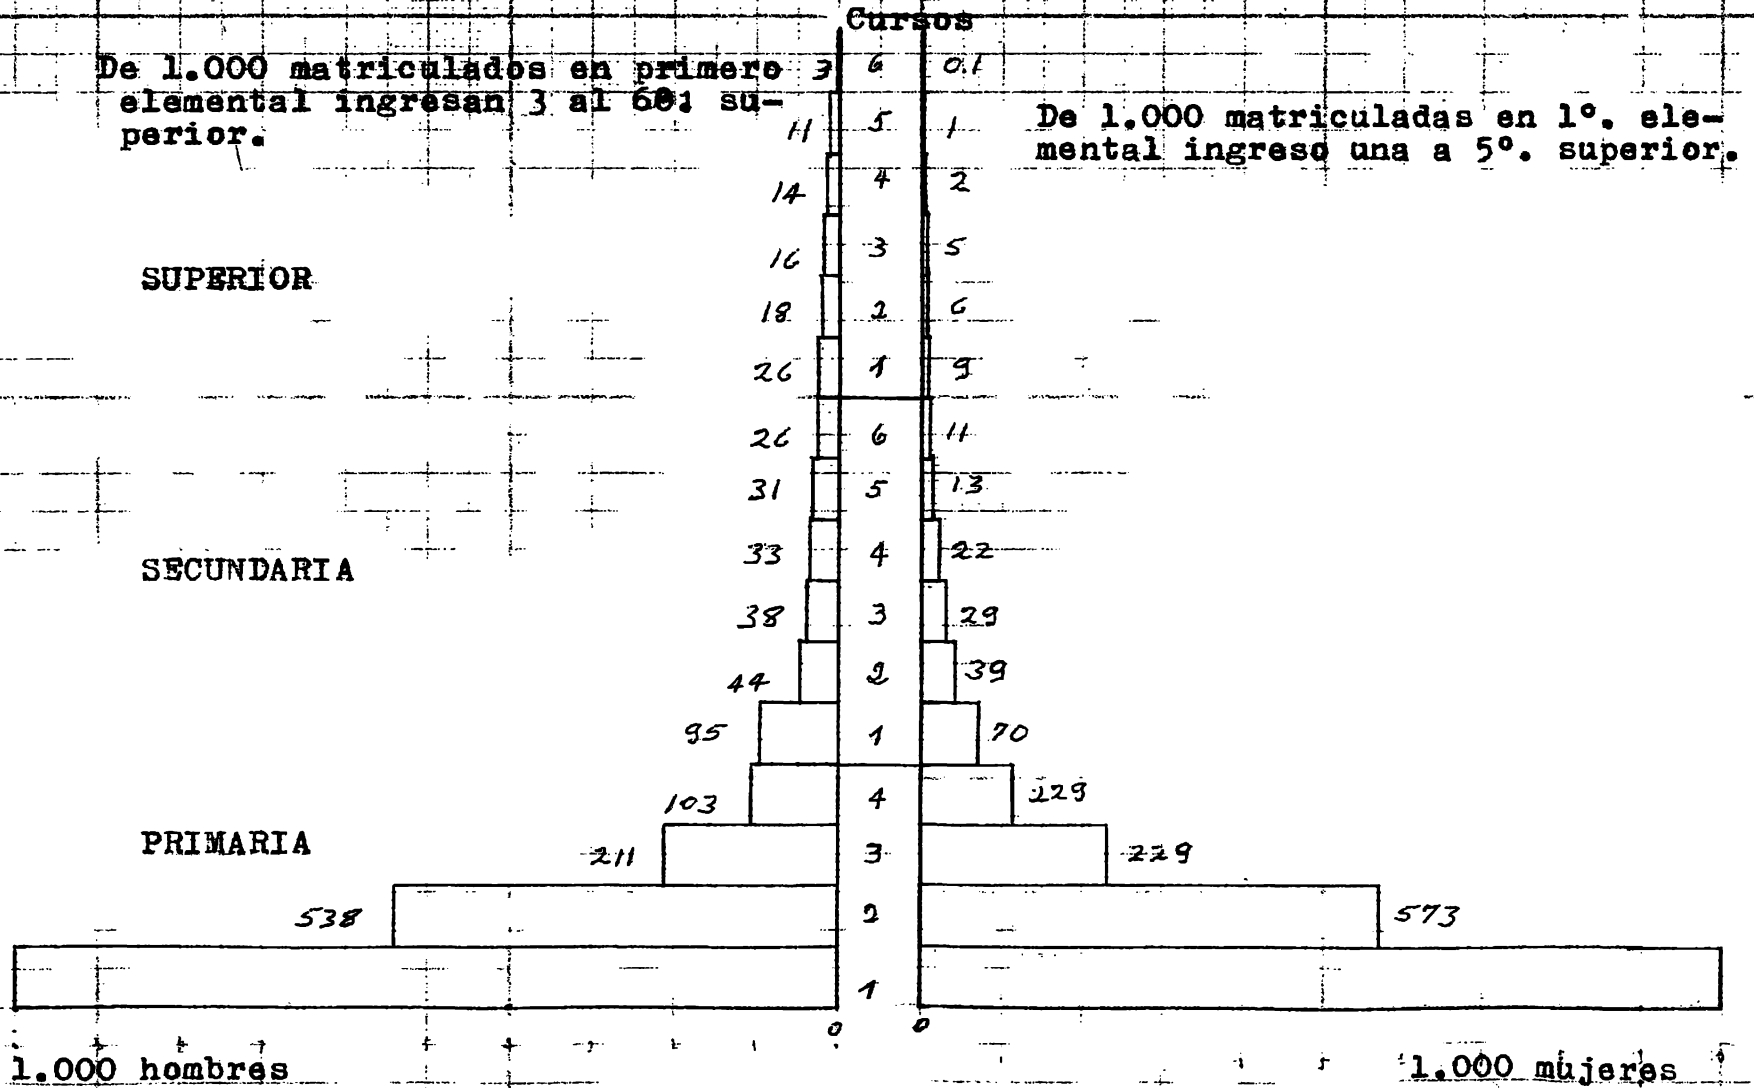 Cursos
De 1.000 matriculados en primero
elemental ingresan 3 al 60: su-
perior.
De 1.000 matriculadas en 1º. ele-
mental ingreso una a 5º. superior.
3 6 0.1
11 5 1
14 4 2
16 3 5
SUPERIOR
18 2 6
26 1 9
26 6 11
31 5 13
33 4 22
SECUNDARIA
38 3 29
44 2 39
95 1 70
103 4 129
PRIMARIA
211 3 229
538 2 573
1
0 0
1.000 hombres 1.000 mujeres